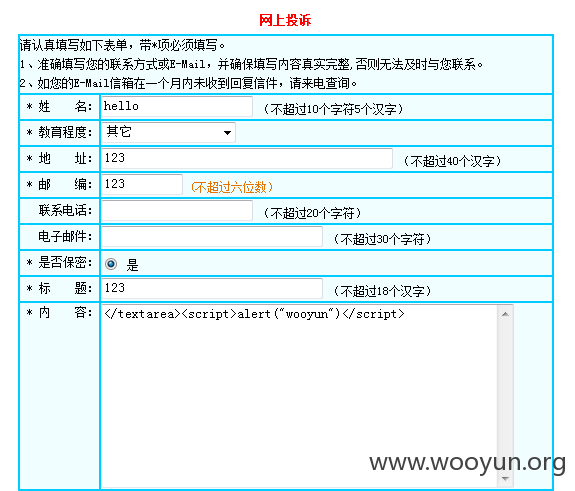 网上投诉
请认真填写如下表单，带*项必须填写。
1、准确填写您的联系方式或E-Mail，并确保填写内容真实完整,否则无法及时与您联系。
2、如您的E-Mail信箱在一个月内未收到回复信件，请来电查询。
* 姓 名： hello （不超过10个字符5个汉字）
* 教育程度： 其它
* 地 址： 123 （不超过40个汉字）
* 邮 编： 123 （不超过六位数）
联系电话： （不超过20个字符）
电子邮件： （不超过30个字符）
* 是否保密： 是
* 标 题： 123 （不超过18个汉字）
* 内 容： </textarea><script>alert("wooyun")</script>
www.wooyun.org